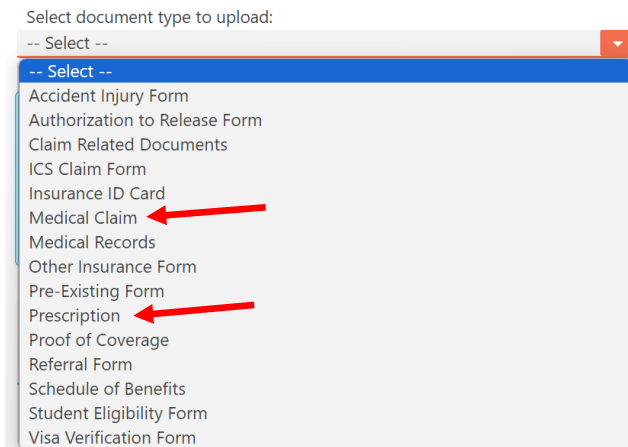 Select document type to upload:
-- Select --
-- Select --
Accident Injury Form
Authorization to Release Form
Claim Related Documents
ICS Claim Form
Insurance ID Card
Medical Claim
Medical Records
Other Insurance Form
Pre-Existing Form
Prescription
Proof of Coverage
Referral Form
Schedule of Benefits
Student Eligibility Form
Visa Verification Form